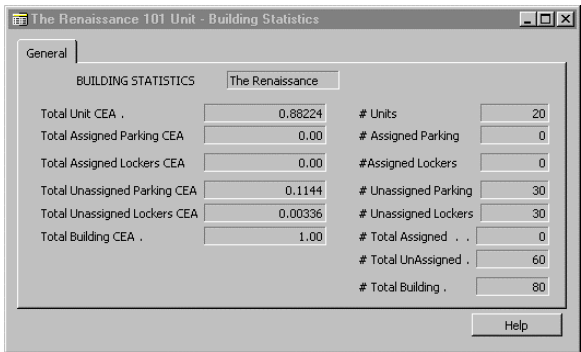 The Renaissance 101 Unit - Building Statistics
General
BUILDING STATISTICS The Renaissance
Total Unit CEA . 0.88224 # Units 20
Total Assigned Parking CEA 0.00 # Assigned Parking 0
Total Assigned Lockers CEA 0.00 #Assigned Lockers 0
Total Unassigned Parking CEA 0.1144 # Unassigned Parking 30
Total Unassigned Lockers CEA 0.00336 # Unassigned Lockers 30
Total Building CEA . 1.00 # Total Assigned . . 0
# Total UnAssigned . 60
# Total Building . 80
Help